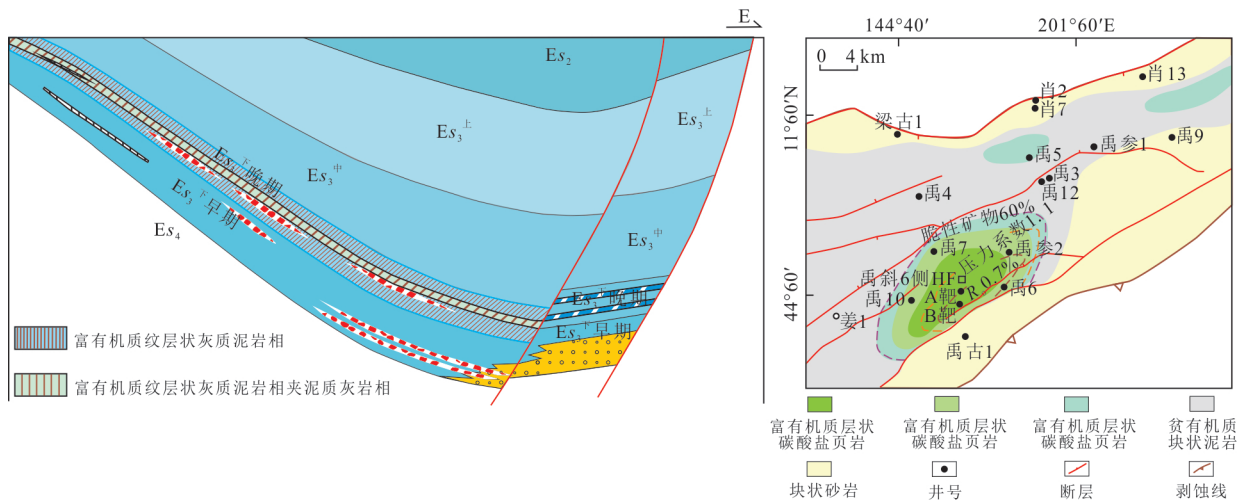 E
Es₂
Es₃上
Es₃上
Es₃中
Es₃下晚期
Es₃下早期
Es₄
Es₃中
Es₃下晚期
Es₃下早期
富有机质纹层状灰质泥岩相
富有机质纹层状灰质泥岩相夹泥质灰岩相
144°40′
201°60′E
0 4 km
11°60′N
44°60′
肖13
肖2
肖7
梁古1
禹9
禹参1
禹5
禹3
禹12
禹4
脆性矿物60%
压力系数1.1
R 0.7%
禹7
禹参2
禹斜6侧HF
A靶
B靶
禹10
禹6
姜1
禹古1
富有机质层状
碳酸盐页岩
富有机质层状
碳酸盐页岩
富有机质层状
碳酸盐页岩
贫有机质
块状泥岩
块状砂岩
井号
断层
剥蚀线